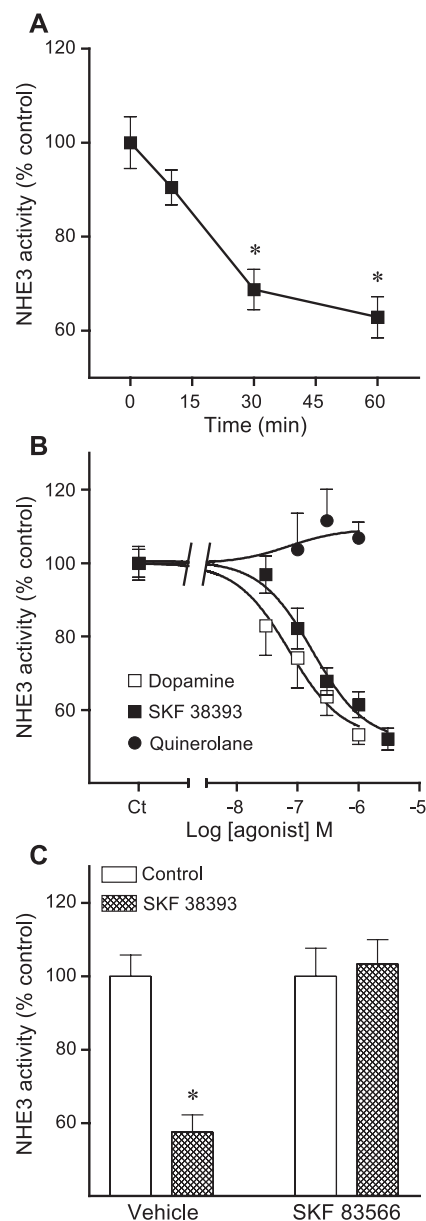 A
120
100
80
60
NHE3 activity (% control)
0
15
30
45
60
*
*
Time (min)
B
120
100
80
60
NHE3 activity (% control)
Dopamine
SKF 38393
Quinerolane
Ct
-8
-7
-6
-5
Log [agonist] M
C
Control
SKF 38393
120
100
80
60
NHE3 activity (% control)
*
Vehicle
SKF 83566